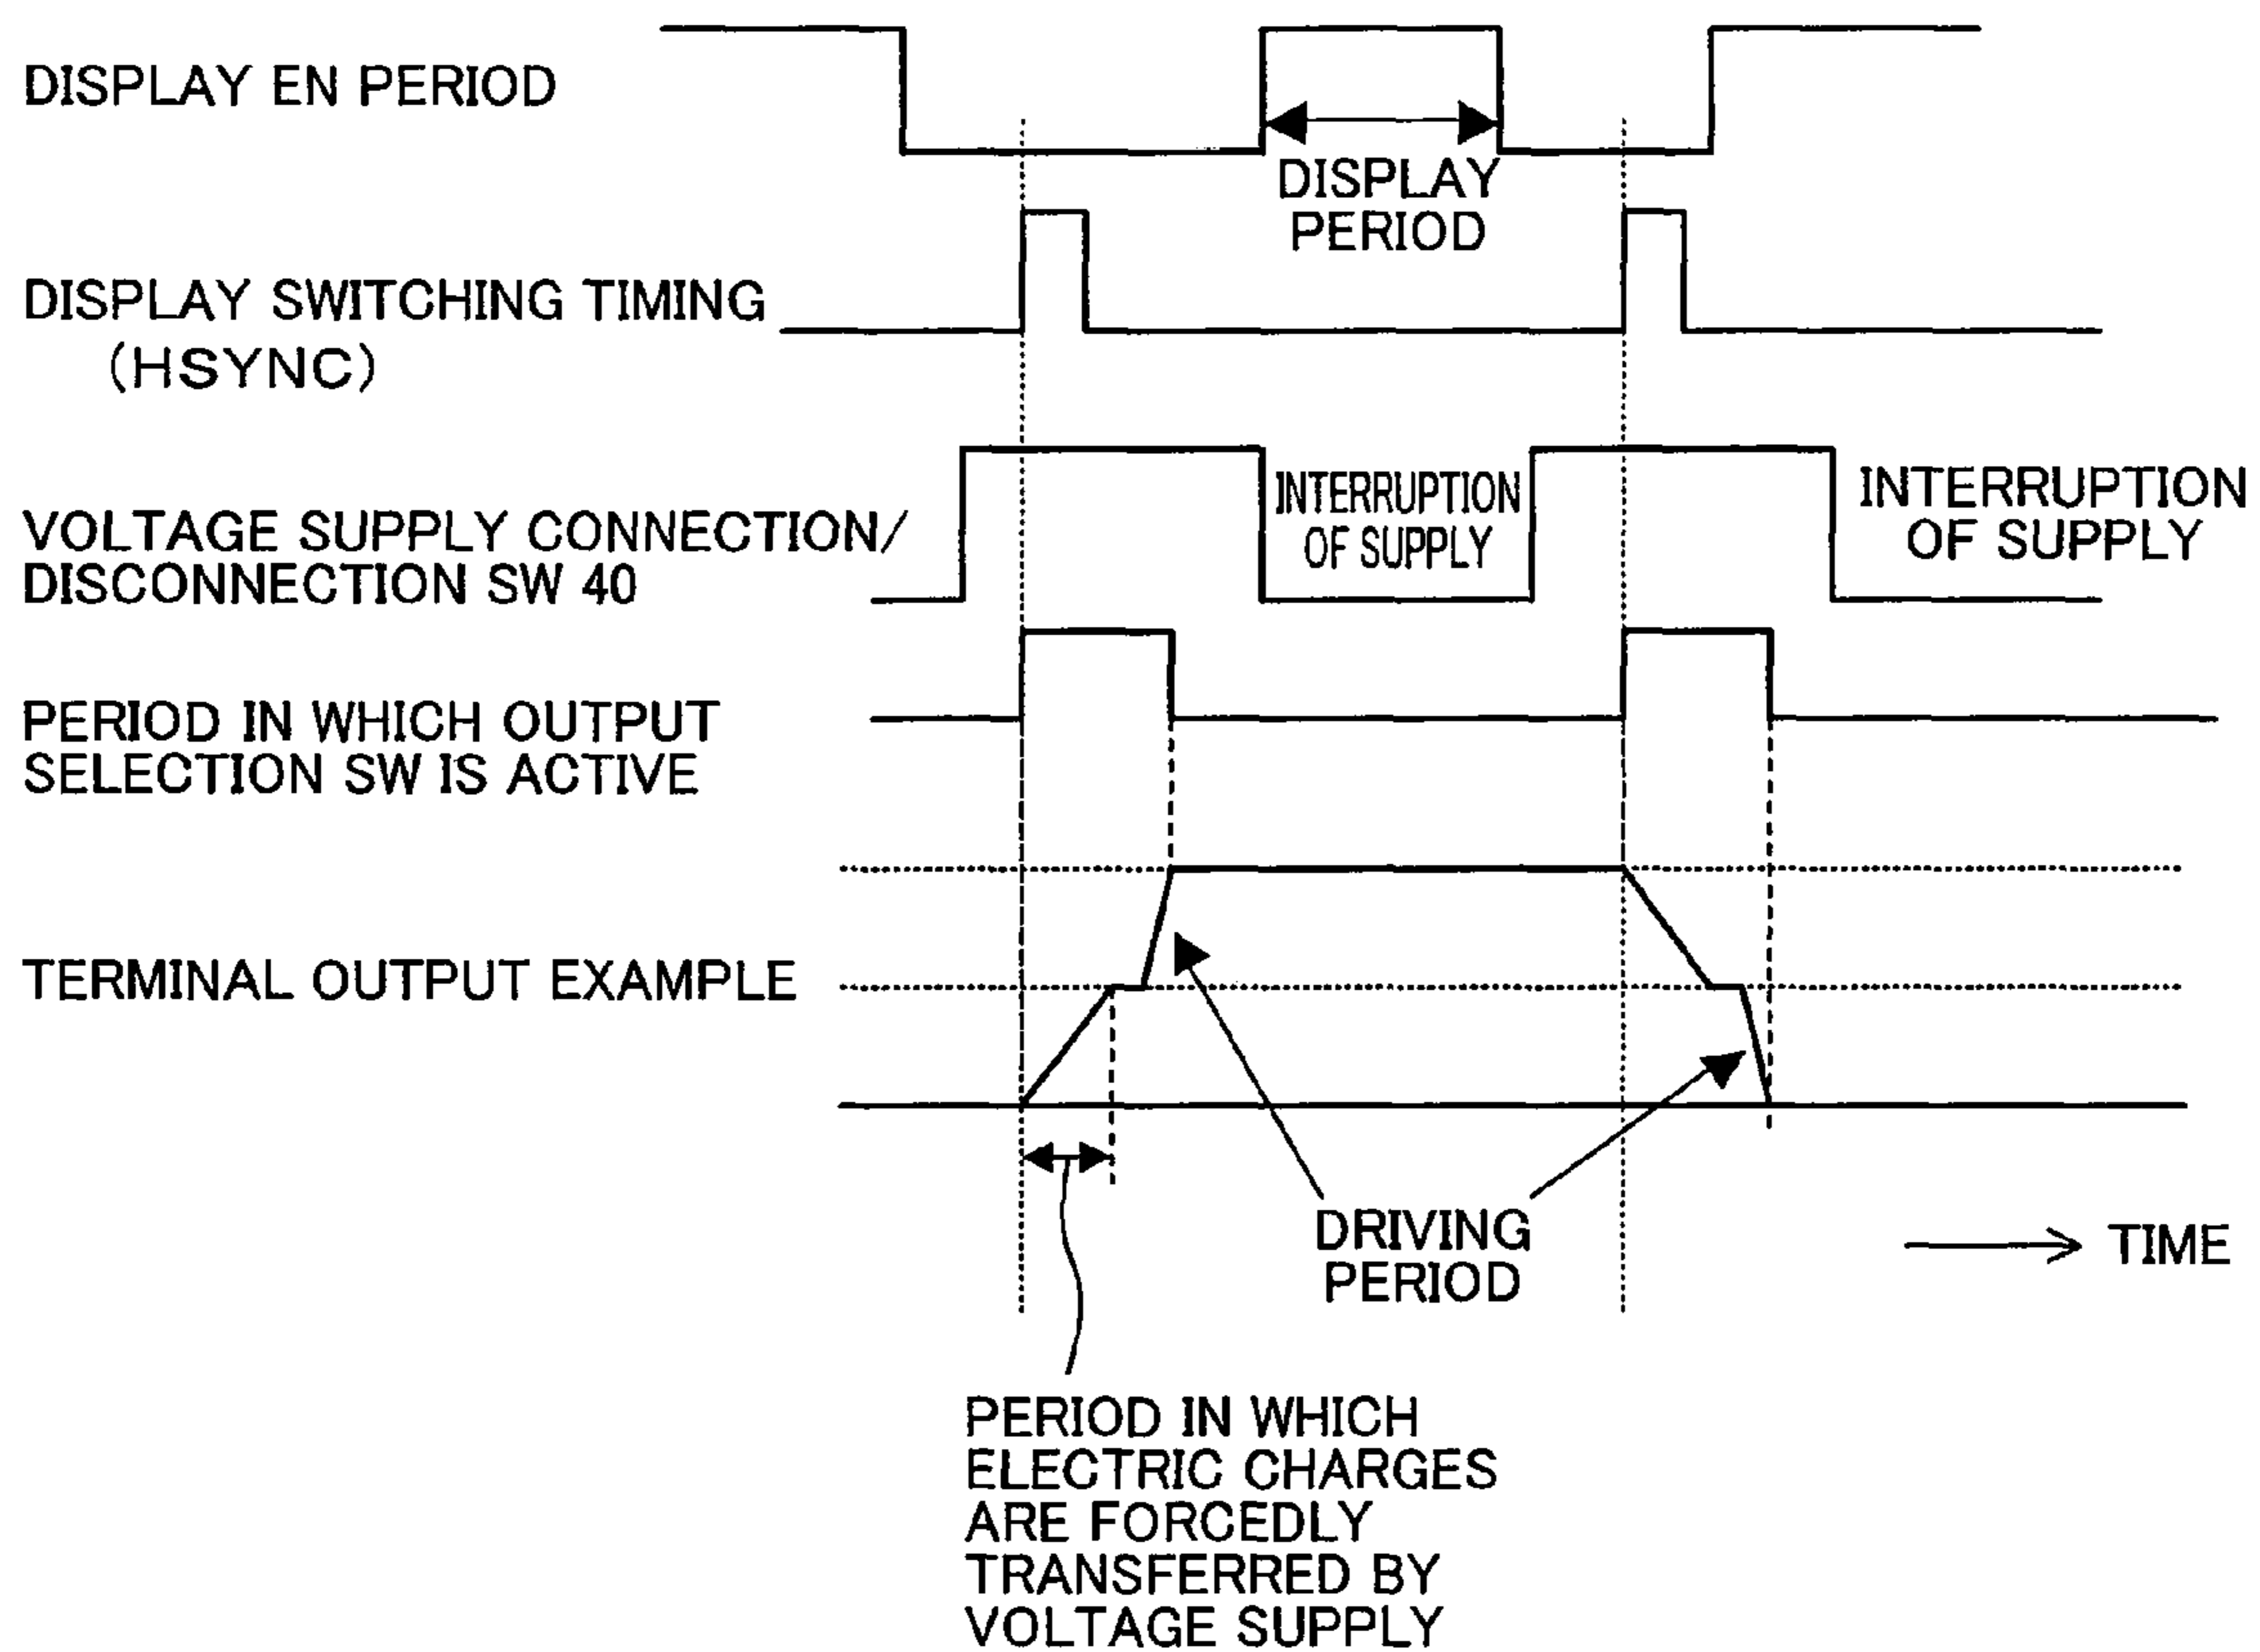 DISPLAY EN PERIOD
DISPLAY
PERIOD
DISPLAY SWITCHING TIMING
(HSYNC)
INTERRUPTION
OF SUPPLY
INTERRUPTION
OF SUPPLY
VOLTAGE SUPPLY CONNECTION/
DISCONNECTION SW 40
PERIOD IN WHICH OUTPUT
SELECTION SW IS ACTIVE
TERMINAL OUTPUT EXAMPLE
DRIVING
PERIOD
TIME
PERIOD IN WHICH
ELECTRIC CHARGES
ARE FORCEDLY
TRANSFERRED BY
VOLTAGE SUPPLY